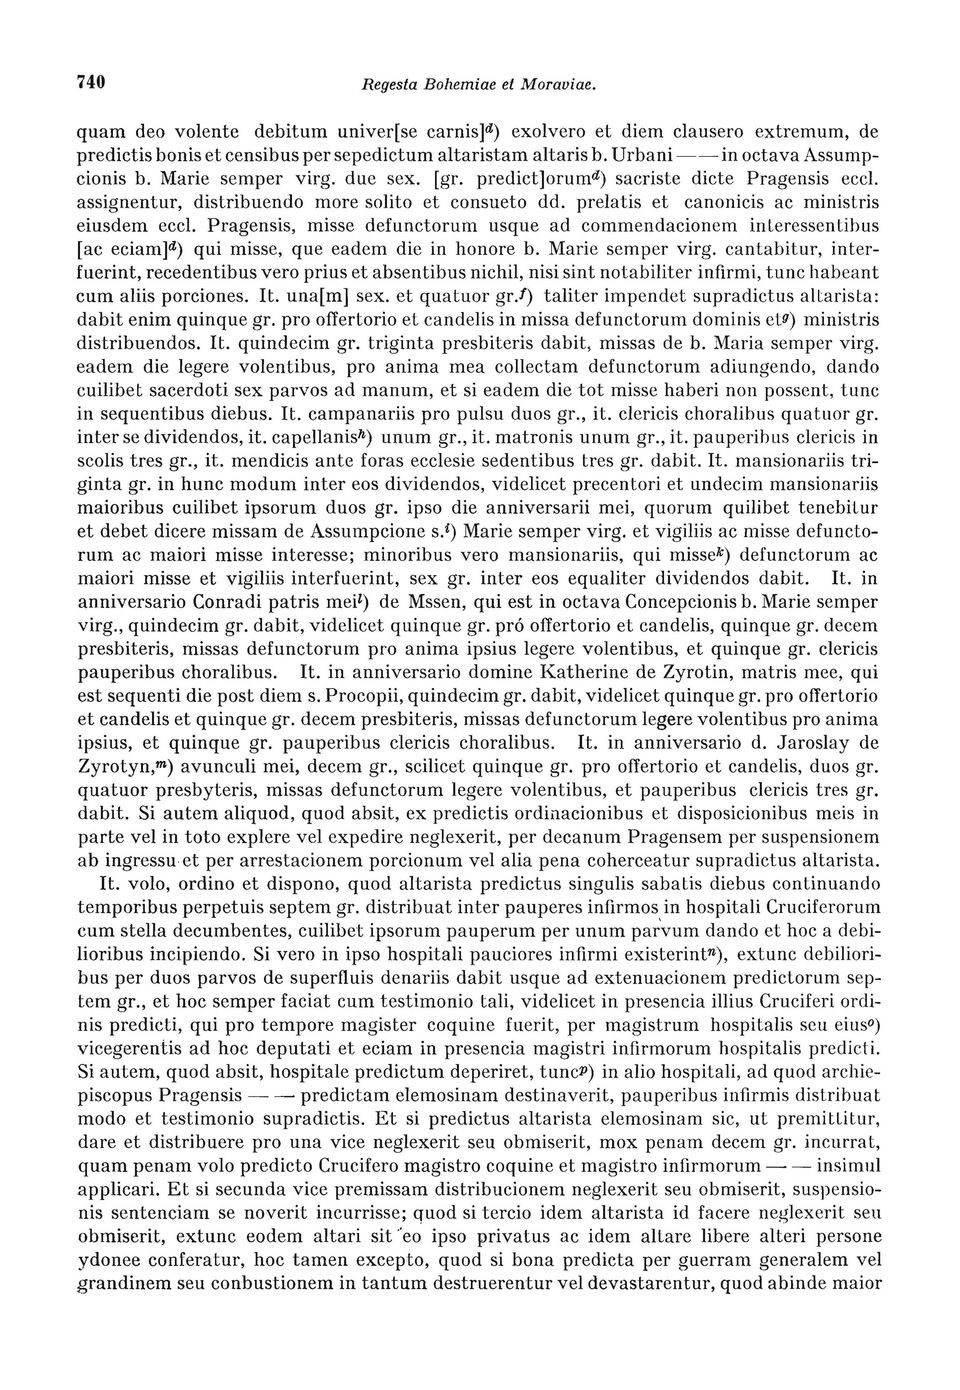 740 Regesta Bohemiae et Moraviae.
quam deo volente debitum univer[se carnis]d) exolvero et diem clausero extremum, de
predictis bonis et censibus per sepedictum altaristam altaris b. Urbani — — in octava Assump-
cionis b. Marie semper virg. due sex. [gr. predict]orumd) sacriste dicte Pragensis eccl.
assignentur, distribuendo more solito et consueto dd. prelatis et canonicis ac ministris
eiusdem eccl. Pragensis, misse defunctorum usque ad commendacionem interessentibus
[ac eciam]d) qui misse, que eadem die in honore b. Marie semper virg. cantabitur, inter-
fuerint, recedentibus vero prius et absentibus nichil, nisi sint notabiliter infirmi, tunc habeant
cum aliis porciones. It. una[m] sex. et quatuor gr.f) taliter impendet supradictus altarista:
dabit enim quinque gr. pro offertorio et candelis in missa defunctorum dominis etg) ministris
distribuendos. It. quindecim gr. triginta presbiteris dabit, missas de b. Maria semper virg.
eadem die legere volentibus, pro anima mea collectam defunctorum adiungendo, dando
cuilibet sacerdoti sex parvos ad manum, et si eadem die tot misse haberi non possent, tunc
in sequentibus diebus. It. campanariis pro pulsu duos gr., it. clericis choralibus quatuor gr.
inter se dividendos, it. capellanish) unum gr., it. matronis unum gr., it. pauperibus clericis in
scolis tres gr., it. mendicis ante foras ecclesie sedentibus tres gr. dabit. It. mansionariis tri-
ginta gr. in hunc modum inter eos dividendos, videlicet precentori et undecim mansionariis
maioribus cuilibet ipsorum duos gr. ipso die anniversarii mei, quorum quilibet tenebitur
et debet dicere missam de Assumpcione s.i) Marie semper virg. et vigiliis ac misse defuncto-
rum ac maiori misse interesse; minoribus vero mansionariis, qui missek) defunctorum ac
maiori misse et vigiliis interfuerint, sex gr. inter eos equaliter dividendos dabit. It. in
anniversario Conradi patris meil) de Mssen, qui est in octava Concepcionis b. Marie semper
virg., quindecim gr. dabit, videlicet quinque gr. pró offertorio et candelis, quinque gr. decem
presbiteris, missas defunctorum pro anima ipsius legere volentibus, et quinque gr. clericis
pauperibus choralibus. It. in anniversario domine Katherine de Zyrotin, matris mee, qui
est sequenti die post diem s. Procopii, quindecim gr. dabit, videlicet quinque gr. pro offertorio
et candelis et quinque gr. decem presbiteris, missas defunctorum legere volentibus pro anima
ipsius, et quinque gr. pauperibus clericis choralibus. It. in anniversario d. Jaroslay de
Zyrotyn,m) avunculi mei, decem gr., scilicet quinque gr. pro offertorio et candelis, duos gr.
quatuor presbyteris, missas defunctorum legere volentibus, et pauperibus clericis tres gr.
dabit. Si autem aliquod, quod absit, ex predictis ordinacionibus et disposicionibus meis in
parte vel in toto explere vel expedire neglexerit, per decanum Pragensem per suspensionem
ab ingressu et per arrestacionem porcionum vel alia pena coherceatur supradictus altarista.
It. volo, ordino et dispono, quod altarista predictus singulis sabatis diebus continuando
temporibus perpetuis septem gr. distribuat inter pauperes infirmos in hospitali Cruciferorum
cum stella decumbentes, cuilibet ipsorum pauperum per unum parvum dando et hoc a debi-
lioribus incipiendo. Si vero in ipso hospitali pauciores infirmi existerintn), extunc debiliori-
bus per duos parvos de superfluis denariis dabit usque ad extenuacionem predictorum sep-
tem gr., et hoc semper faciat cum testimonio tali, videlicet in presencia illius Cruciferi ordi-
nis predicti, qui pro tempore magister coquine fuerit, per magistrum hospitalis seu eiuso)
vicegerentis ad hoc deputati et eciam in presencia magistri infirmorum hospitalis predicti.
Si autem, quod absit, hospitale predictum deperiret, tuncp) in alio hospitali, ad quod archie-
piscopus Pragensis — — predictam elemosinam destinaverit, pauperibus infirmis distribuat
modo et testimonio supradictis. Et si predictus altarista elemosinam sic, ut premittitur,
dare et distribuere pro una vice neglexerit seu obmiserit, mox penam decem gr. incurrat,
quam penam volo predicto Crucifero magistro coquine et magistro infirmorum — — insimul
applicari. Et si secunda vice premissam distribucionem neglexerit seu obmiserit, suspensio-
nis sentenciam se noverit incurrisse; quod si tercio idem altarista id facere neglexerit seu
obmiserit, extunc eodem altari sit eo ipso privatus ac idem altare libere alteri persone
ydonee conferatur, hoc tamen excepto, quod si bona predicta per guerram generalem vel
grandinem seu conbustionem in tantum destruerentur vel devastarentur, quod abinde maior